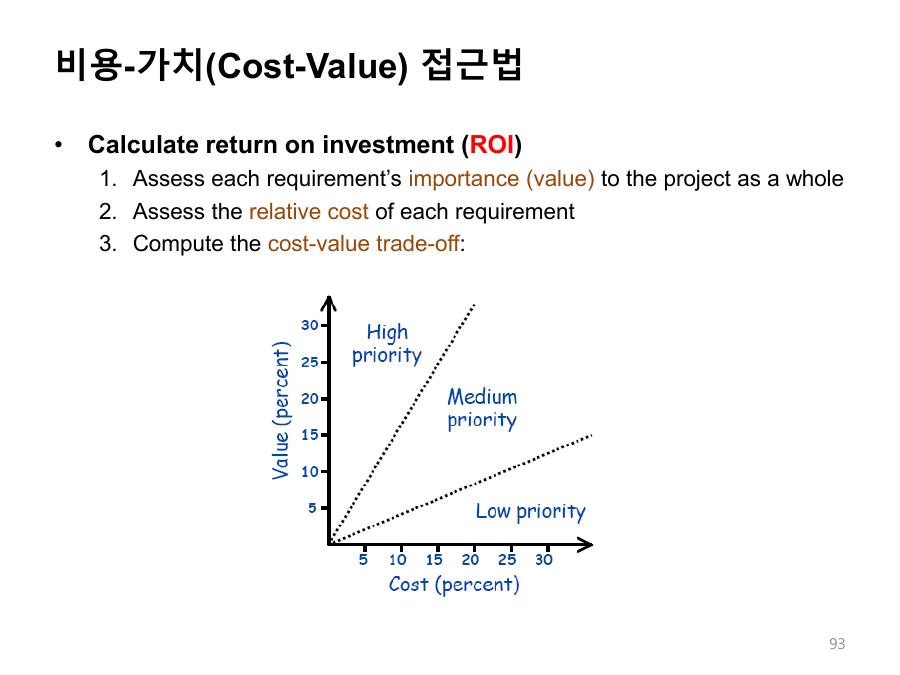 비용-가치(Cost-Value) 접근법
• Calculate return on investment (ROI)
1. Assess each requirement’s importance (value) to the project as a whole
2. Assess the relative cost of each requirement
3. Compute the cost-value trade-off:
Value (percent)
30
25
20
15
10
5
High
priority
Medium
priority
Low priority
5 10 15 20 25 30
Cost (percent)
93